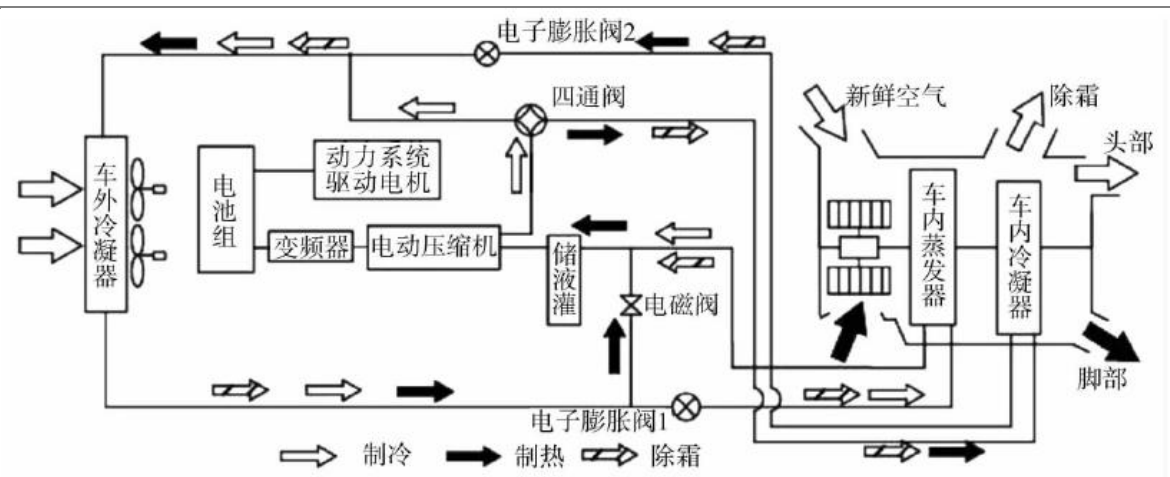 电子膨胀阀2
四通阀
新鲜空气
除霜
头部
车外冷凝器
电池组
动力系统
驱动电机
变频器
电动压缩机
储液灌
电磁阀
车内蒸发器
车内冷凝器
脚部
电子膨胀阀1
制冷
制热
除霜